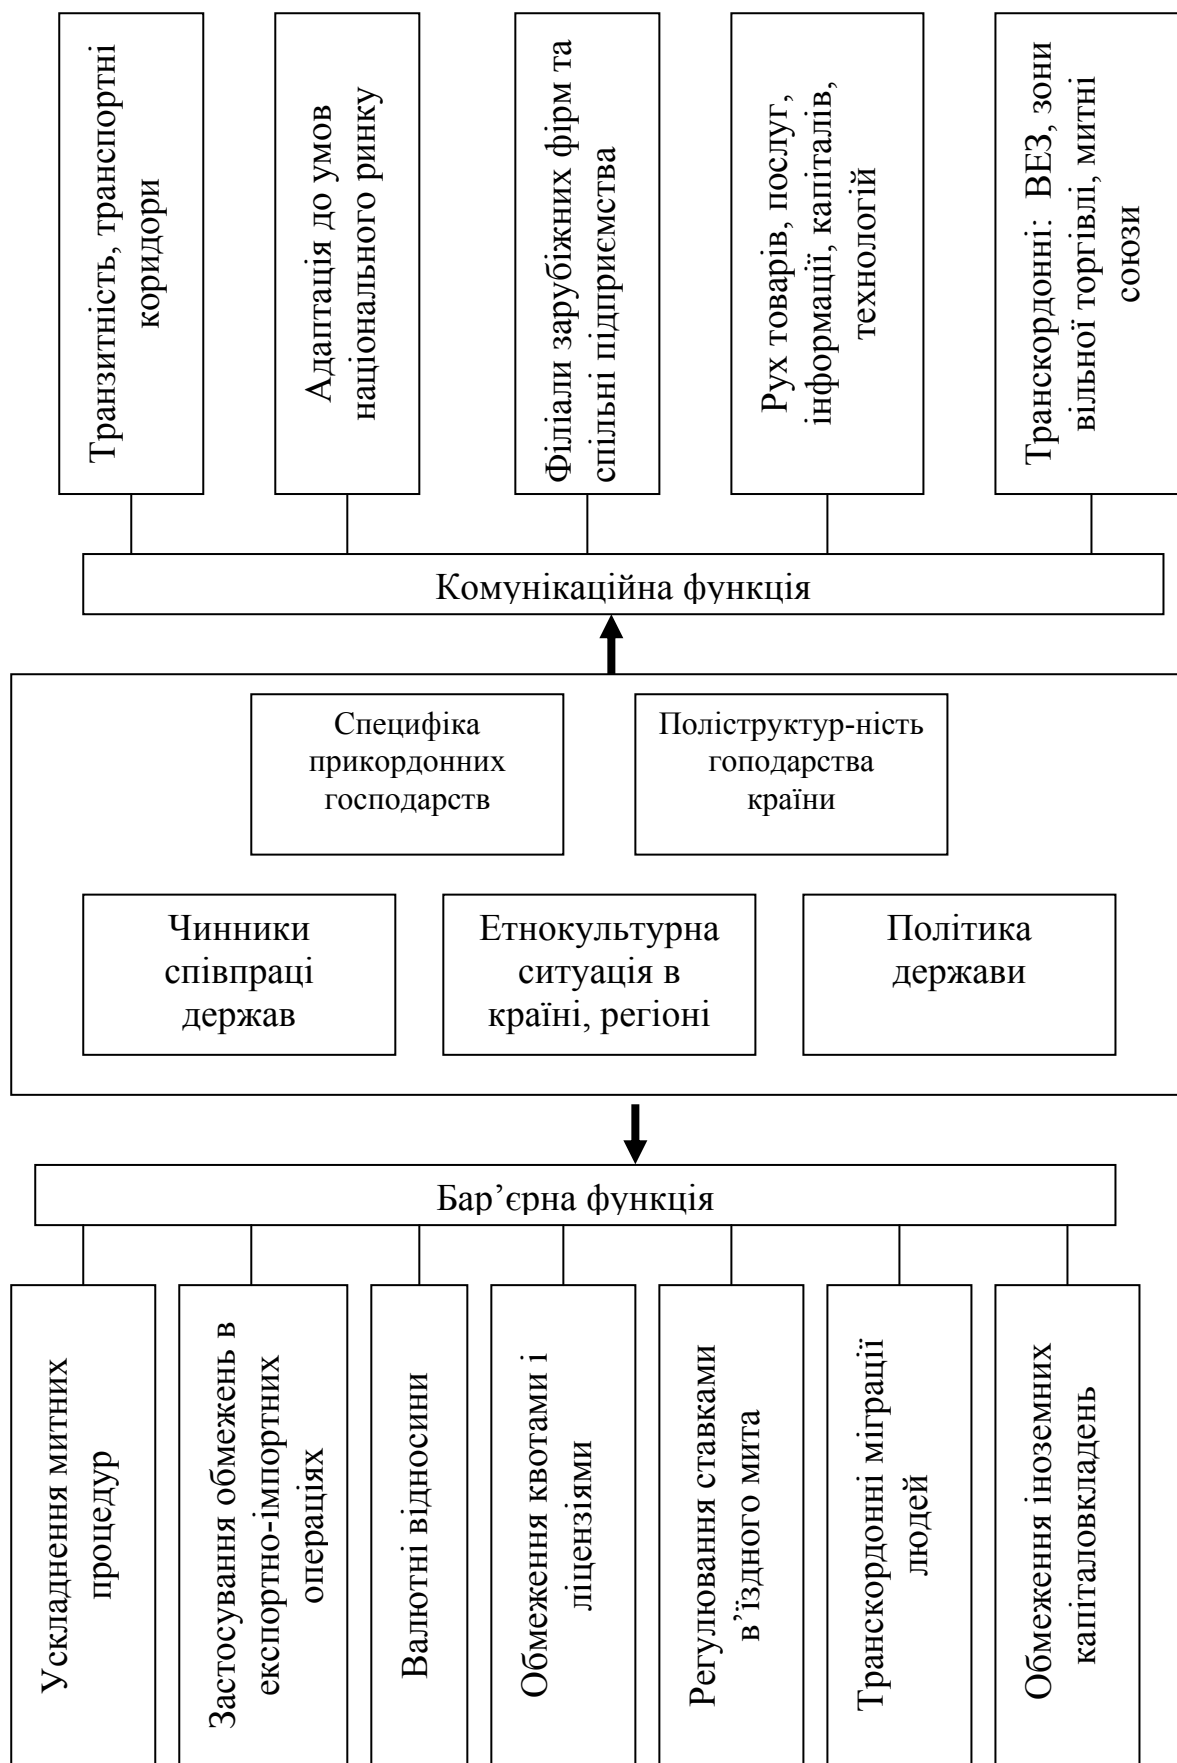 Транзитність, транспортні
коридори
Адаптація до умов
національного ринку
Філіали зарубіжних фірм та
спільні підприємства
Рух товарів, послуг,
інформації, капіталів,
технологій
Транскордонні: ВЕЗ, зони
вільної торгівлі, митні
союзи
Комунікаційна функція
Специфіка
прикордонних
господарств
Поліструктур-ність
гоподарства
країни
Чинники
співпраці
держав
Етнокультурна
ситуація в
країні, регіоні
Політика
держави
Бар’єрна функція
Ускладнення митних
процедур
Застосування обмежень в
експортно-імпортних
операціях
Валютні відносини
Обмеження квотами і
ліцензіями
Регулювання ставками
в’їздного мита
Транскордонні міграції
людей
Обмеження іноземних
капіталовкладень